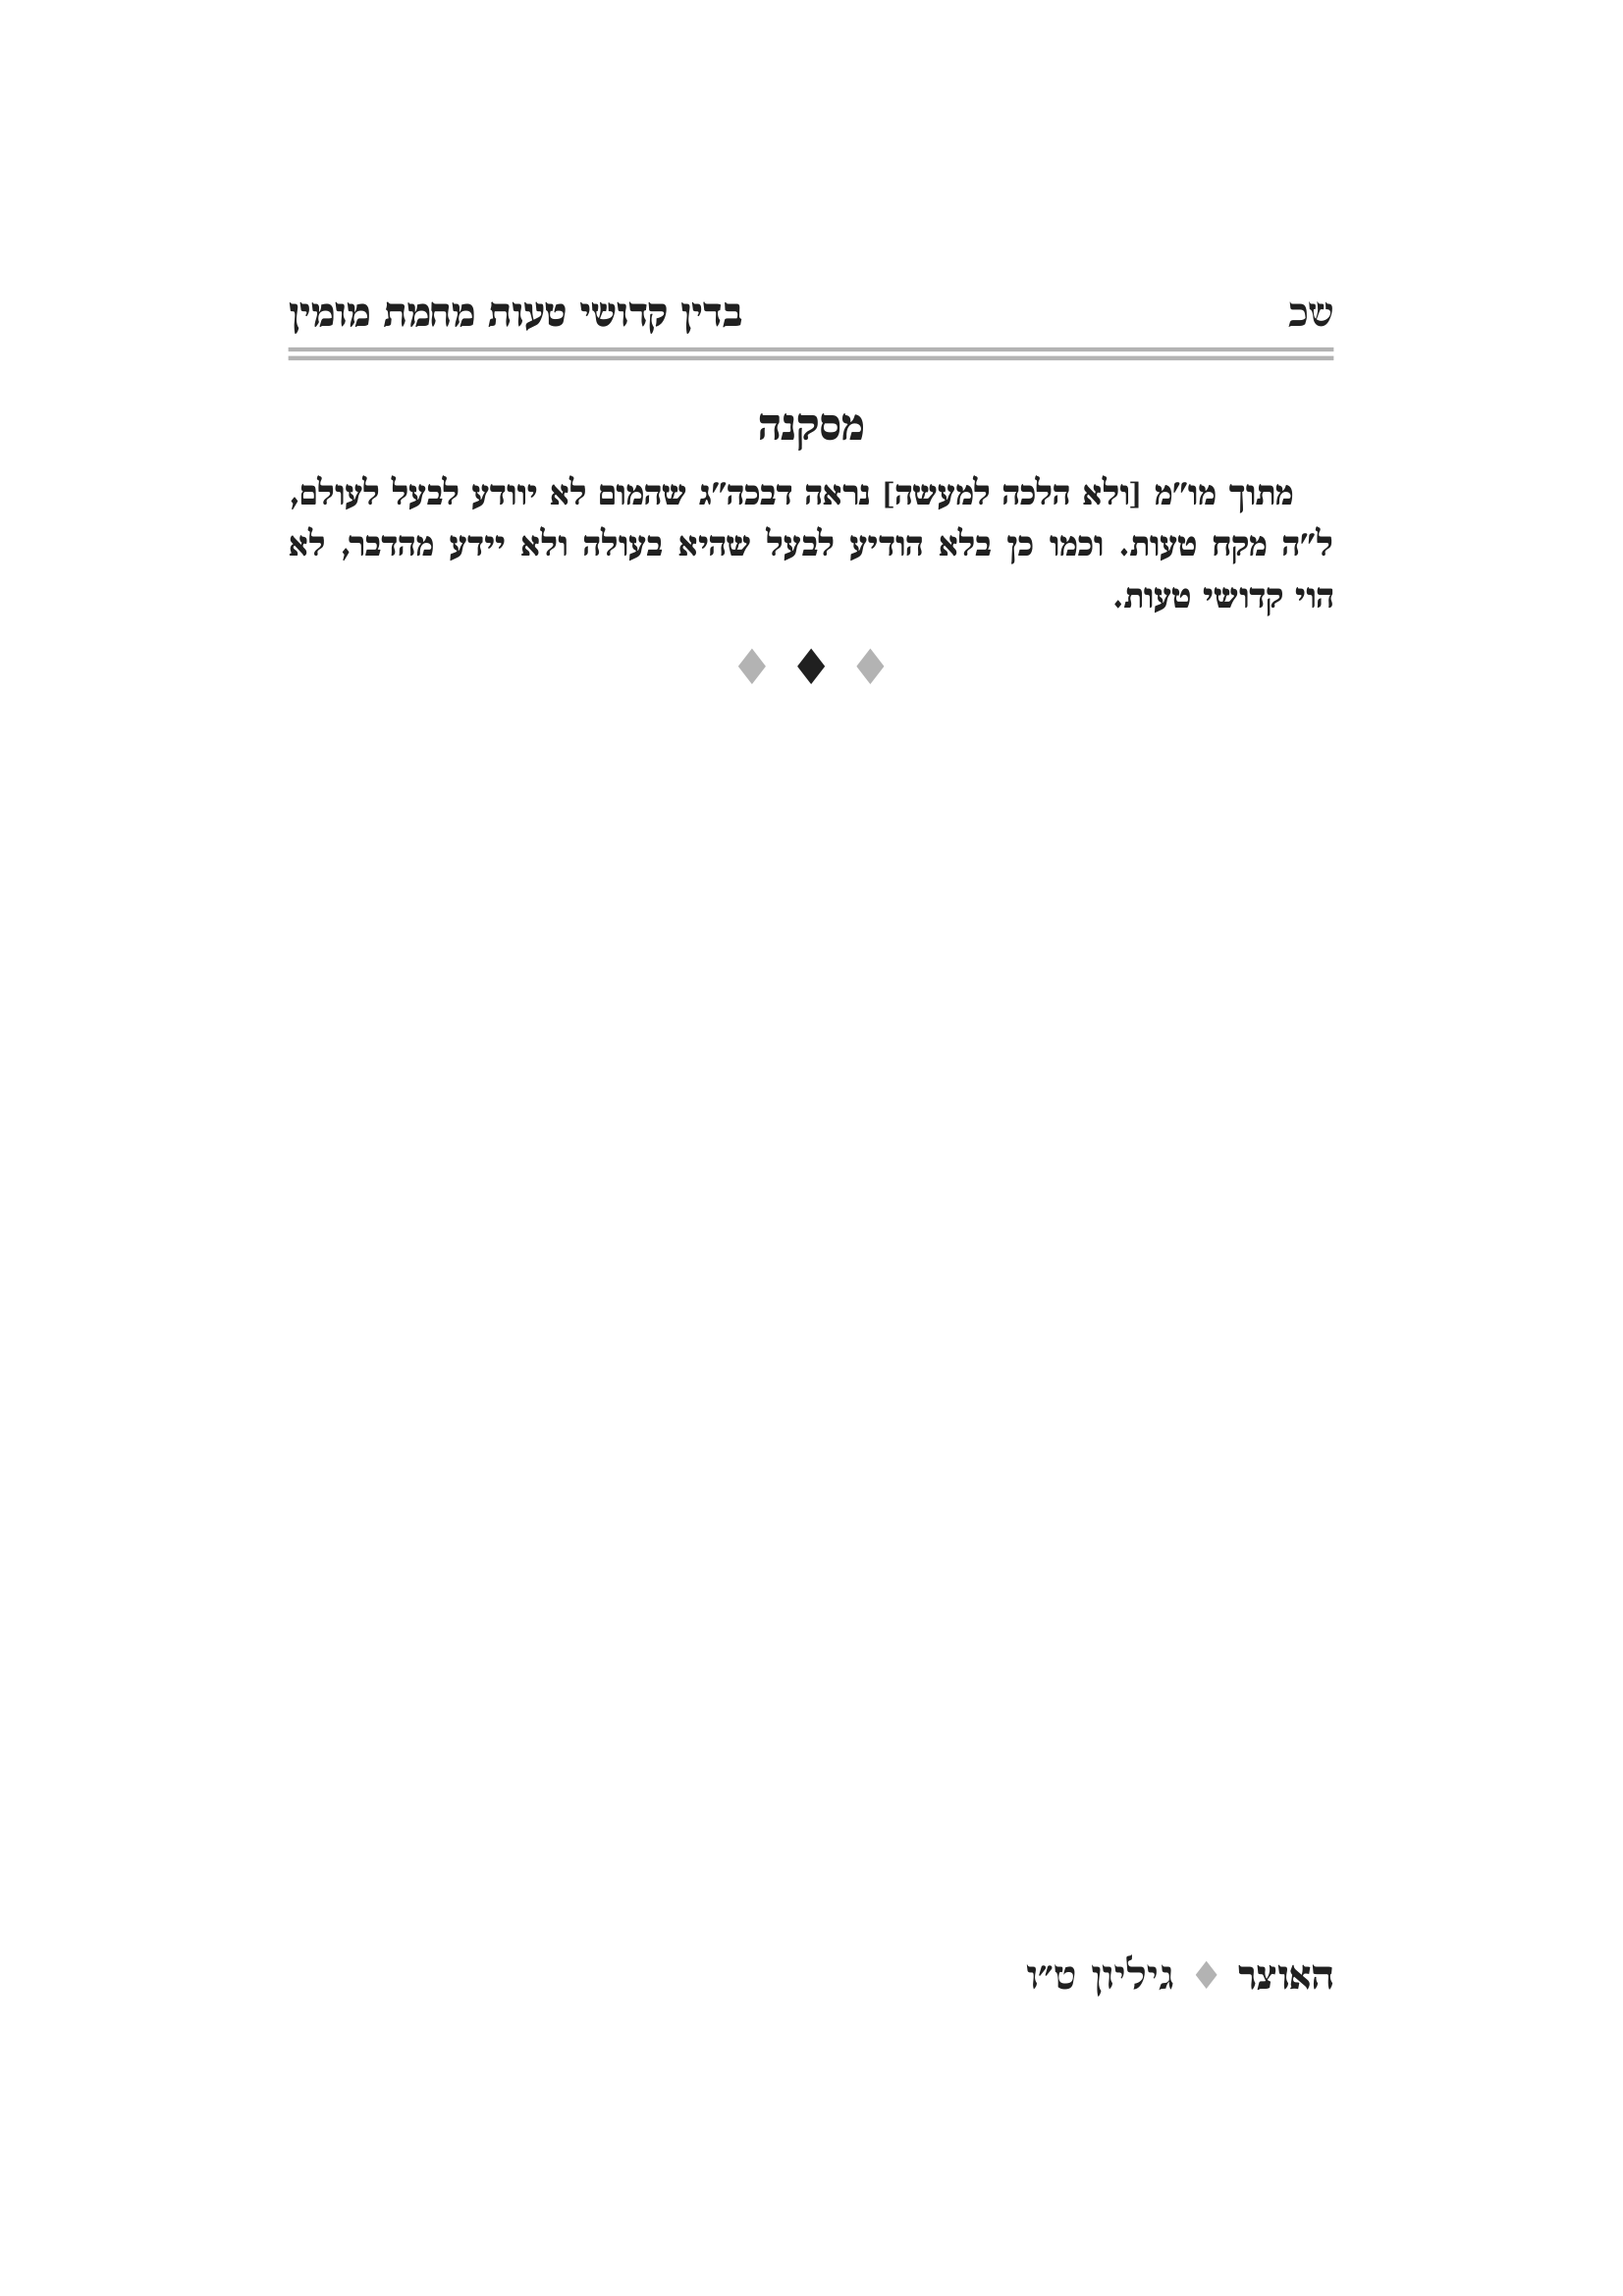 שכ בדין קדושי טעות מחמת מומין
מסקנה
מתוך מו"מ [ולא הלכה למעשה] נראה דבכה"ג שהמום לא יוודע לבעל לעולם,
ל"ה מקח טעות. וכמו כן בלא הודיע לבעל שהיא בעולה ולא יידע מהדבר, לא
הוי קדושי טעות.
האוצר ♦ גיליון ט"ו